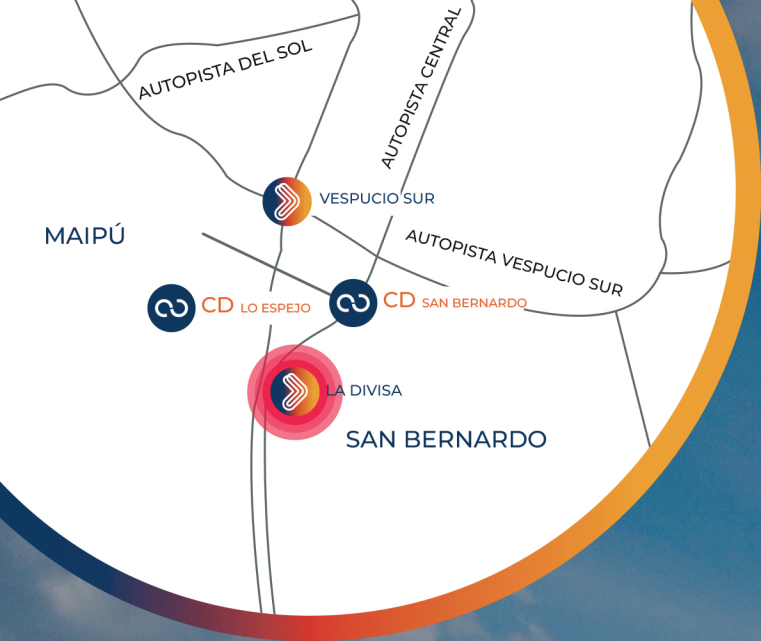 AUTOPISTA DEL SOL
AUTOPISTA CENTRAL
VESPUCIO SUR
MAIPÚ
AUTOPISTA VESPUCIO SUR
CD LO ESPEJO
CD SAN BERNARDO
LA DIVISA
SAN BERNARDO